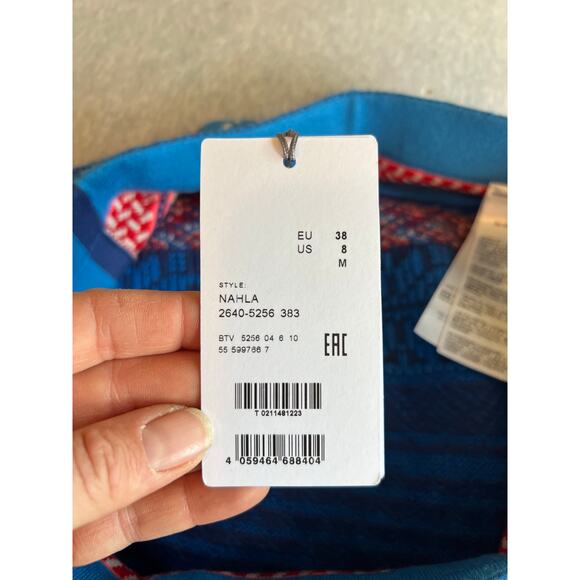 EU 38
US 8
M
STYLE:
NAHLA
2640-5256 383
BTV 5256 04 6 10
55 599766 7
EAC
T 0211481223
4 059464 688404